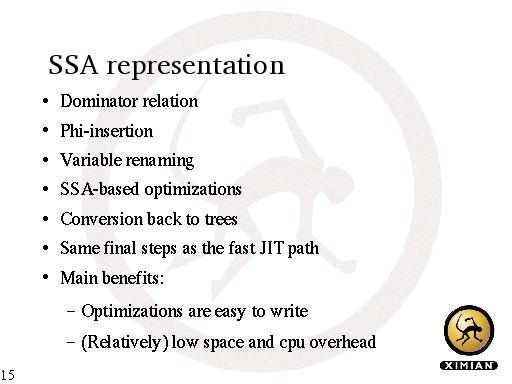 SSA representation
• Dominator relation
• Phi-insertion
• Variable renaming
• SSA-based optimizations
• Conversion back to trees
• Same final steps as the fast JIT path
• Main benefits:
– Optimizations are easy to write
– (Relatively) low space and cpu overhead
XIMIAN
15